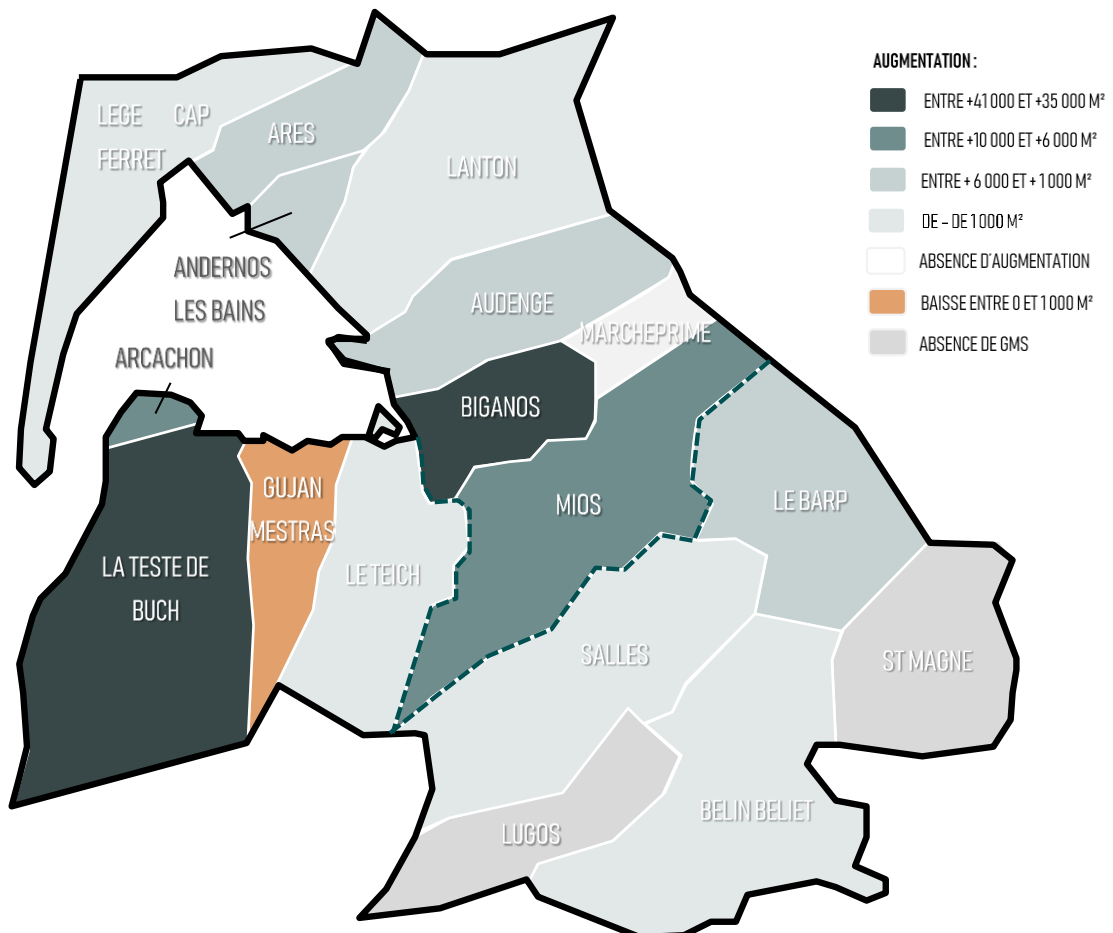 AUGMENTATION :
ENTRE +41 000 ET +35 000 M²
ENTRE +10 000 ET +6 000 M²
ENTRE + 6 000 ET + 1 000 M²
DE – DE 1 000 M²
ABSENCE D'AUGMENTATION
BAISSE ENTRE 0 ET 1 000 M²
ABSENCE DE GMS
LEGE CAP
FERRET
ARES
LANTON
ANDERNOS
LES BAINS
ARCACHON
AUDENGE
MARCHEPRIME
BIGANOS
GUJAN
MESTRAS
MIOS
LE BARP
LA TESTE DE
BUCH
LE TEICH
SALLES
ST MAGNE
LUGOS
BELIN BELIET